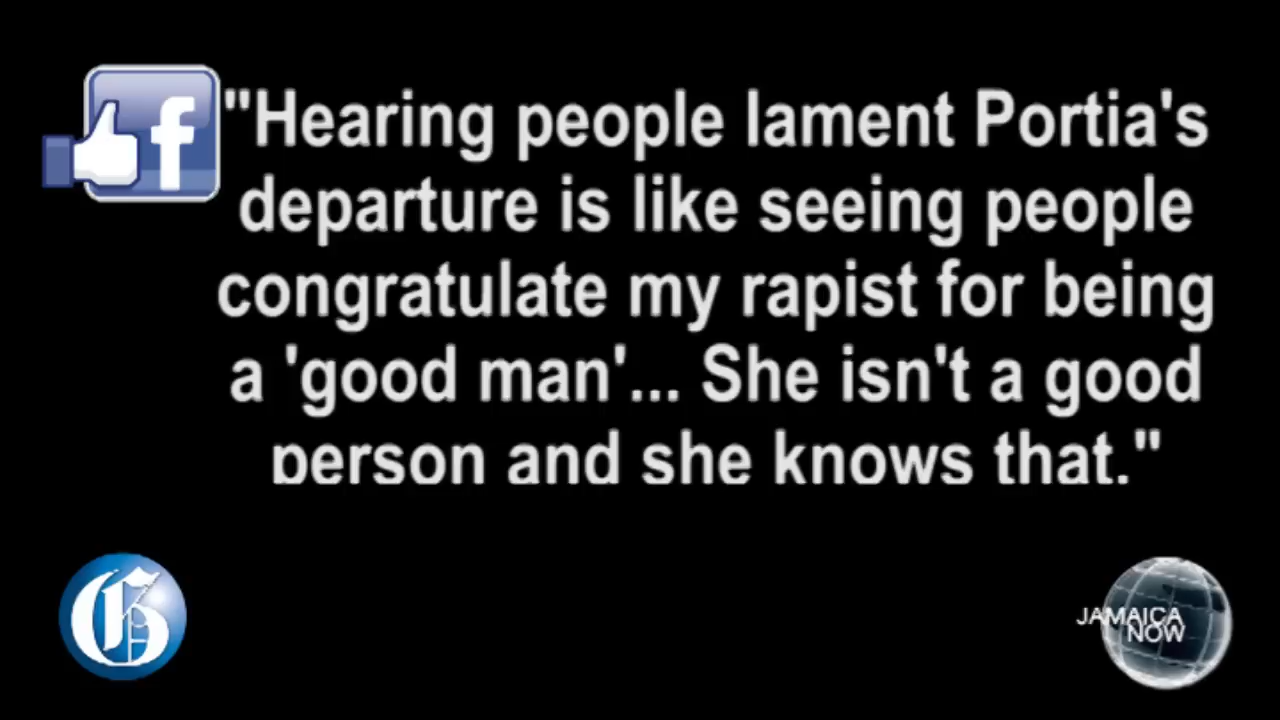 "Hearing people lament Portia's
departure is like seeing people
congratulate my rapist for being
a 'good man'... She isn't a good
person and she knows that."
f
G
JAMAICA
NOW